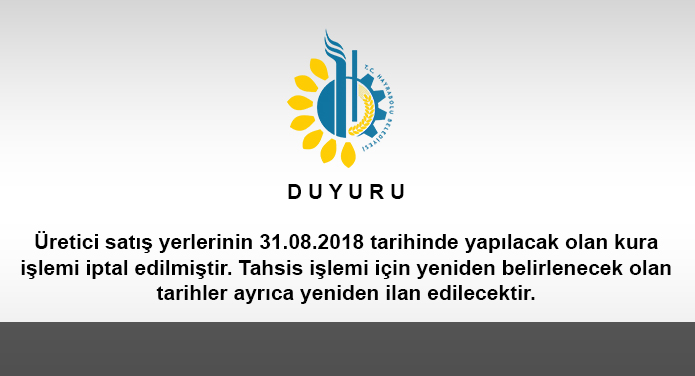 T.C. HAYRABOLU BELEDİYESİ
DUYURU
Üretici satış yerlerinin 31.08.2018 tarihinde yapılacak olan kura
işlemi iptal edilmiştir. Tahsis işlemi için yeniden belirlenecek olan
tarihler ayrıca yeniden ilan edilecektir.